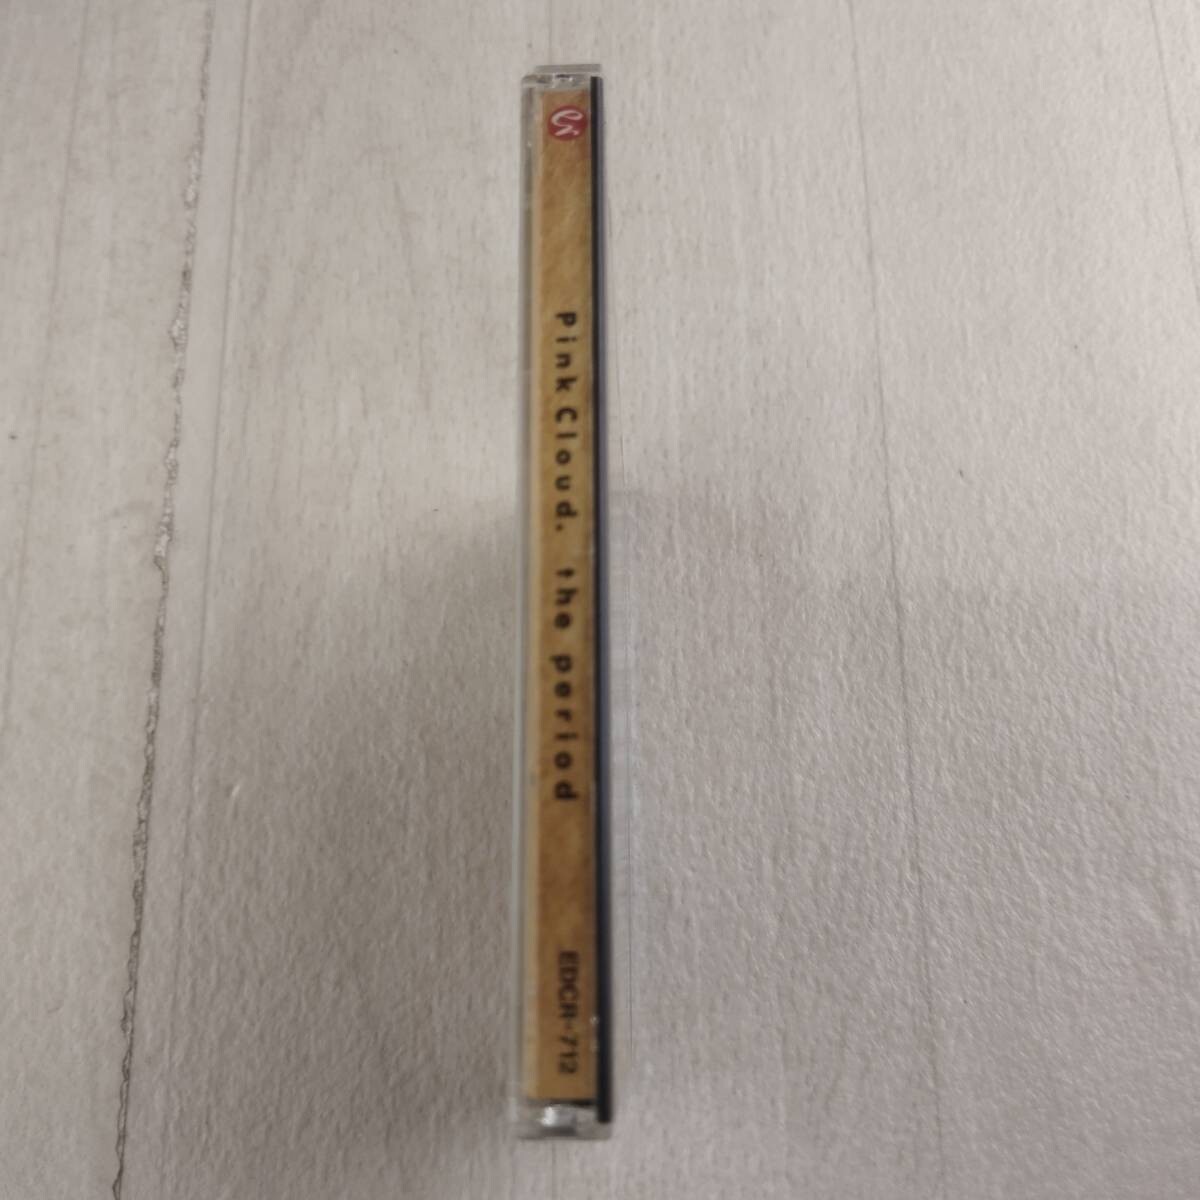 Pink Cloud. the period
EDCR-712